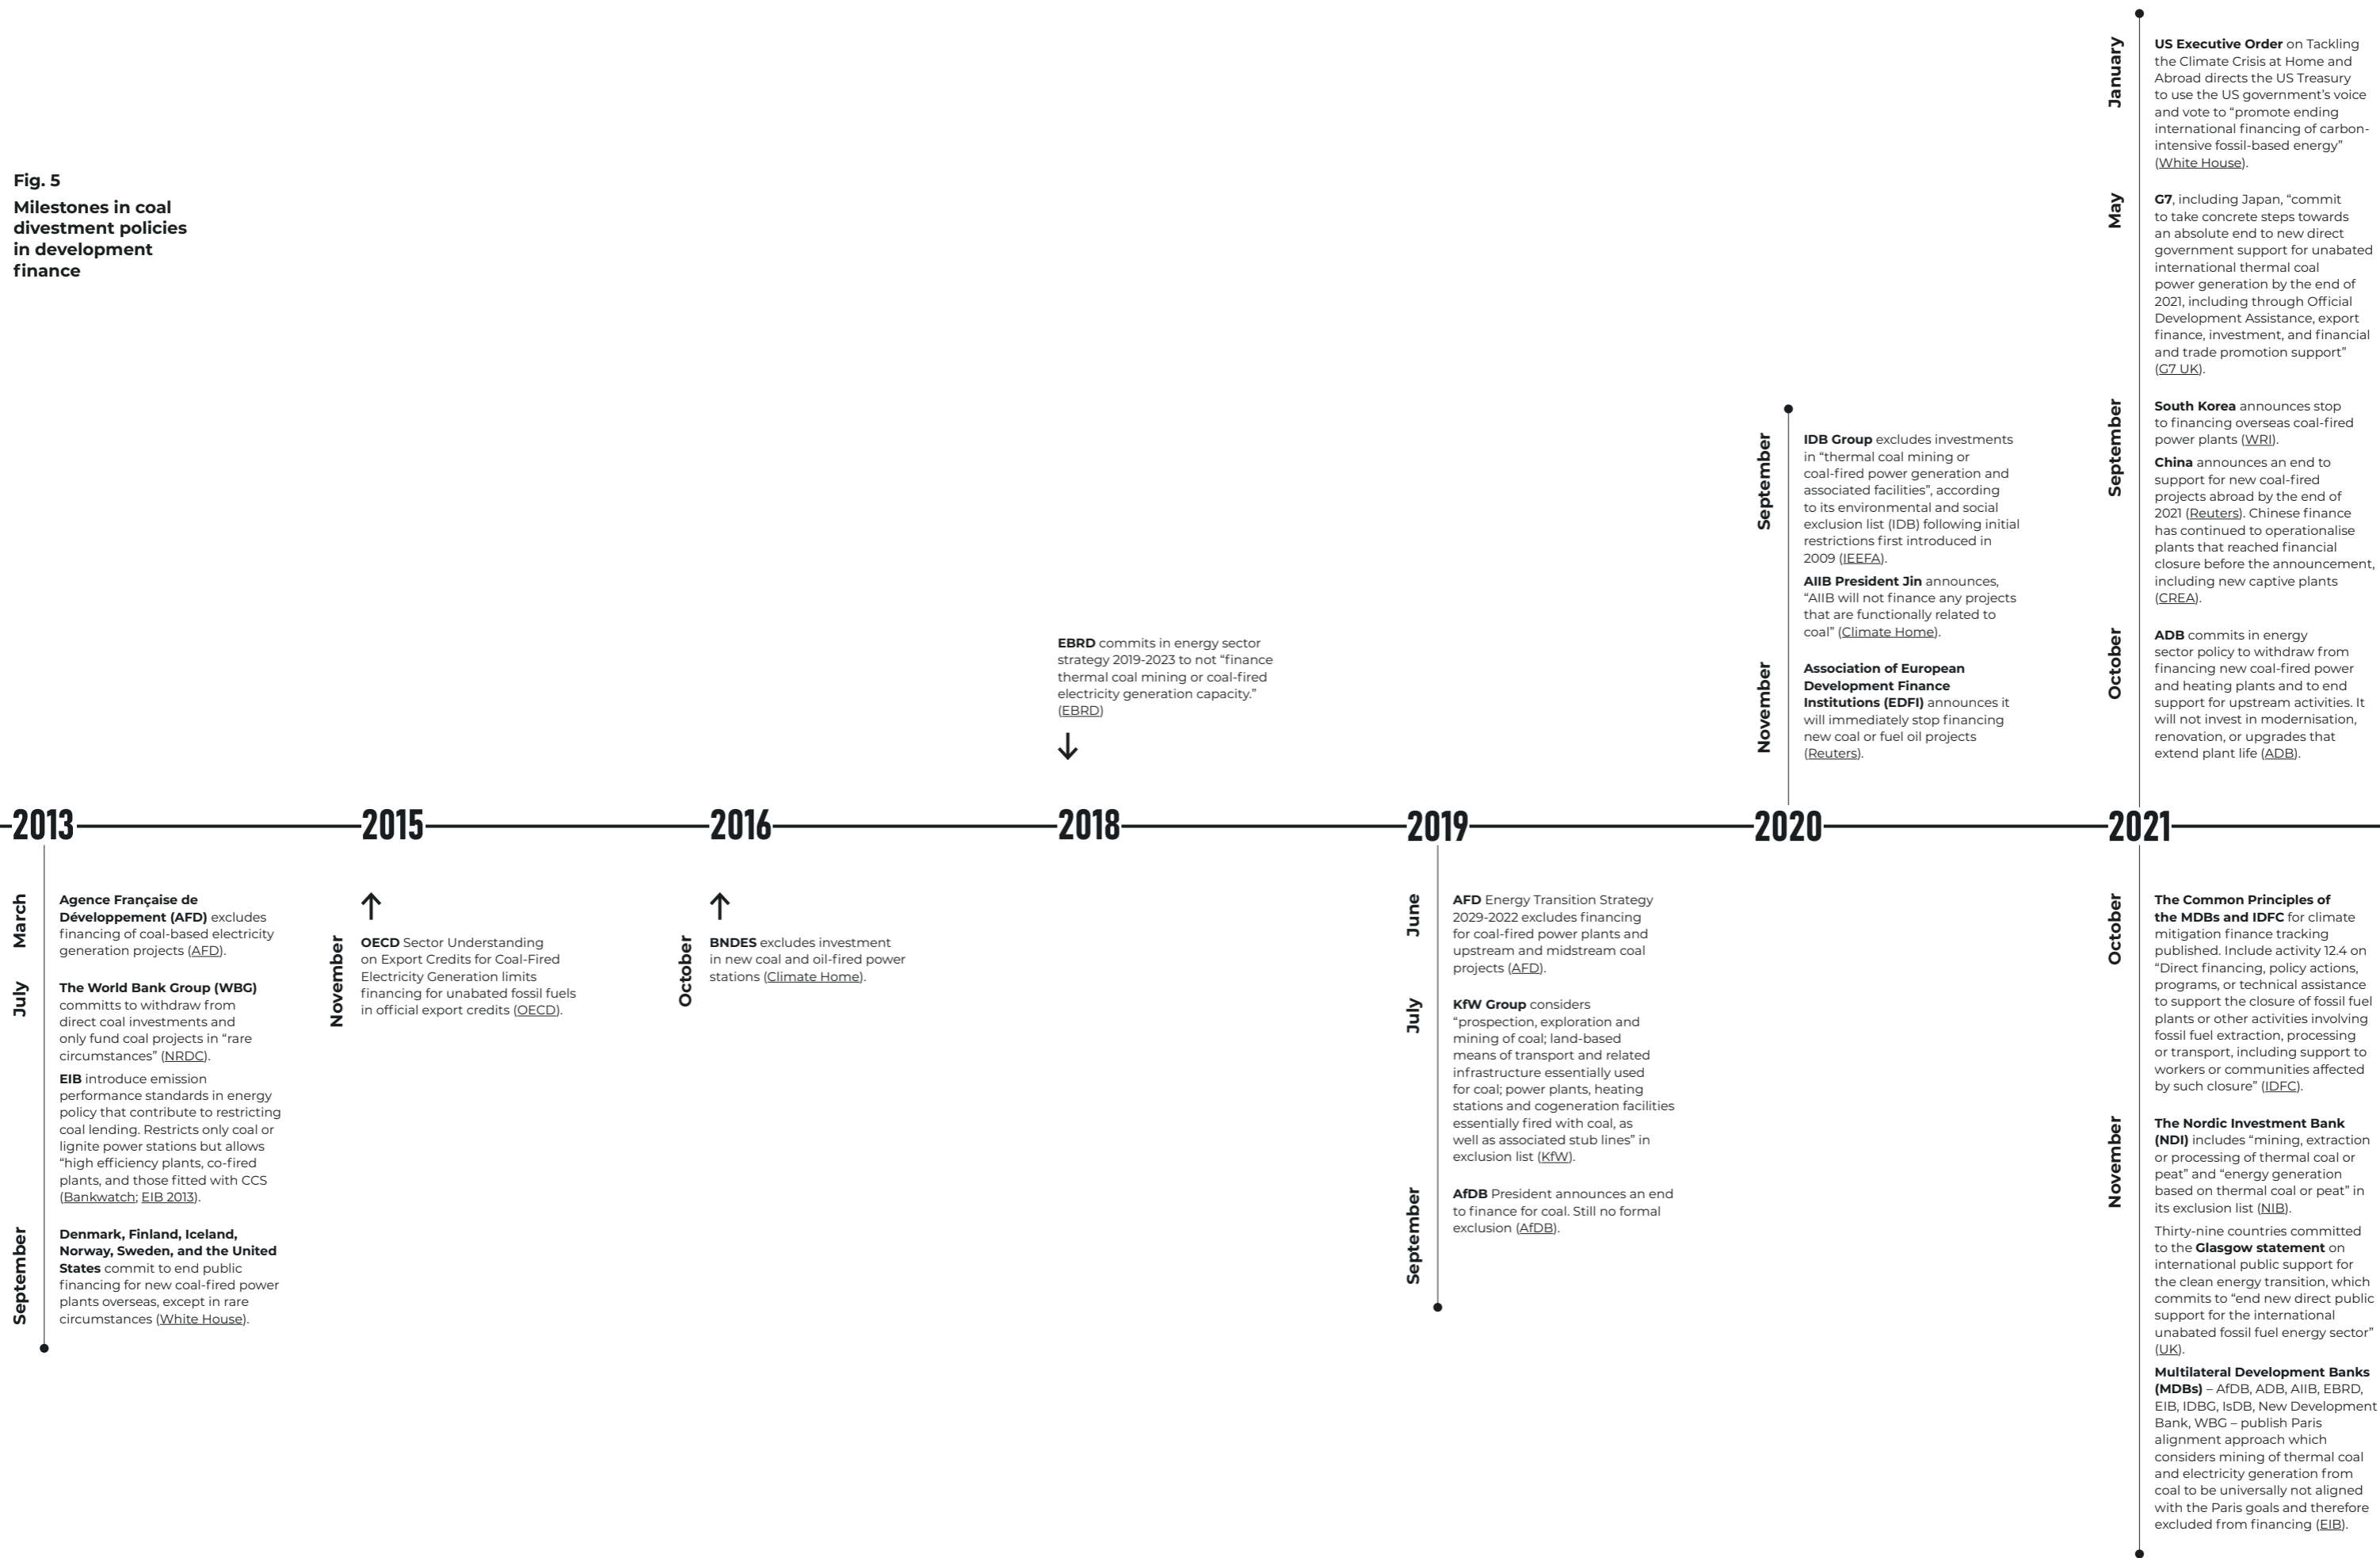 Fig. 5
Milestones in coal
divestment policies
in development
finance
2013
March
Agence Française de
Développement (AFD) excludes
financing of coal-based electricity
generation projects (AFD).
July
The World Bank Group (WBG)
committs to withdraw from
direct coal investments and
only fund coal projects in “rare
circumstances” (NRDC).
EIB introduce emission
performance standards in energy
policy that contribute to restricting
coal lending. Restricts only coal or
lignite power stations but allows
“high efficiency plants, co-fired
plants, and those fitted with CCS
(Bankwatch; EIB 2013).
September
Denmark, Finland, Iceland,
Norway, Sweden, and the United
States commit to end public
financing for new coal-fired power
plants overseas, except in rare
circumstances (White House).
2015
November
OECD Sector Understanding
on Export Credits for Coal-Fired
Electricity Generation limits
financing for unabated fossil fuels
in official export credits (OECD).
2016
October
BNDES excludes investment
in new coal and oil-fired power
stations (Climate Home).
EBRD commits in energy sector
strategy 2019-2023 to not “finance
thermal coal mining or coal-fired
electricity generation capacity.”
(EBRD)
2018
2019
June
AFD Energy Transition Strategy
2029-2022 excludes financing
for coal-fired power plants and
upstream and midstream coal
projects (AFD).
July
KfW Group considers
“prospection, exploration and
mining of coal; land-based
means of transport and related
infrastructure essentially used
for coal; power plants, heating
stations and cogeneration facilities
essentially fired with coal, as
well as associated stub lines” in
exclusion list (KfW).
September
AfDB President announces an end
to finance for coal. Still no formal
exclusion (AfDB).
September
IDB Group excludes investments
in “thermal coal mining or
coal-fired power generation and
associated facilities”, according
to its environmental and social
exclusion list (IDB) following initial
restrictions first introduced in
2009 (IEEFA).
AIIB President Jin announces,
“AIIB will not finance any projects
that are functionally related to
coal” (Climate Home).
November
Association of European
Development Finance
Institutions (EDFI) announces it
will immediately stop financing
new coal or fuel oil projects
(Reuters).
2020
January
US Executive Order on Tackling
the Climate Crisis at Home and
Abroad directs the US Treasury
to use the US government’s voice
and vote to “promote ending
international financing of carbon-
intensive fossil-based energy”
(White House).
May
G7, including Japan, “commit
to take concrete steps towards
an absolute end to new direct
government support for unabated
international thermal coal
power generation by the end of
2021, including through Official
Development Assistance, export
finance, investment, and financial
and trade promotion support”
(G7 UK).
September
South Korea announces stop
to financing overseas coal-fired
power plants (WRI).
China announces an end to
support for new coal-fired
projects abroad by the end of
2021 (Reuters). Chinese finance
has continued to operationalise
plants that reached financial
closure before the announcement,
including new captive plants
(CREA).
October
ADB commits in energy
sector policy to withdraw from
financing new coal-fired power
and heating plants and to end
support for upstream activities. It
will not invest in modernisation,
renovation, or upgrades that
extend plant life (ADB).
2021
October
The Common Principles of
the MDBs and IDFC for climate
mitigation finance tracking
published. Include activity 12.4 on
“Direct financing, policy actions,
programs, or technical assistance
to support the closure of fossil fuel
plants or other activities involving
fossil fuel extraction, processing
or transport, including support to
workers or communities affected
by such closure” (IDFC).
November
The Nordic Investment Bank
(NDI) includes “mining, extraction
or processing of thermal coal or
peat” and “energy generation
based on thermal coal or peat” in
its exclusion list (NIB).
Thirty-nine countries committed
to the Glasgow statement on
international public support for
the clean energy transition, which
commits to “end new direct public
support for the international
unabated fossil fuel energy sector”
(UK).
Multilateral Development Banks
(MDBs) – AfDB, ADB, AIIB, EBRD,
EIB, IDBG, IsDB, New Development
Bank, WBG – publish Paris
alignment approach which
considers mining of thermal coal
and electricity generation from
coal to be universally not aligned
with the Paris goals and therefore
excluded from financing (EIB).